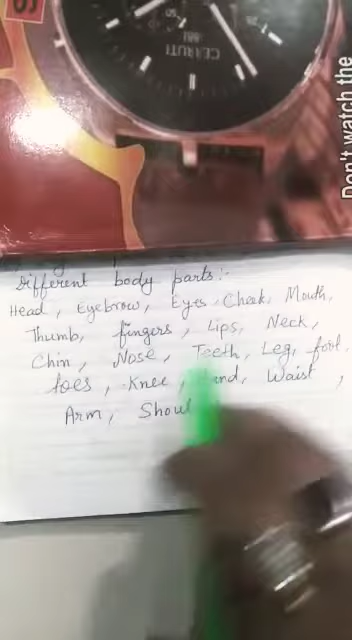 Don't watch the
CERRUTI
1881
Different body parts:-
Head, Eyebrow, Eyes, Cheek, Mouth,
Thumb, fingers, Lips, Neck,
Chin, Nose, Teeth, Leg, foot,
toes, Knee, Waist,
Arm,